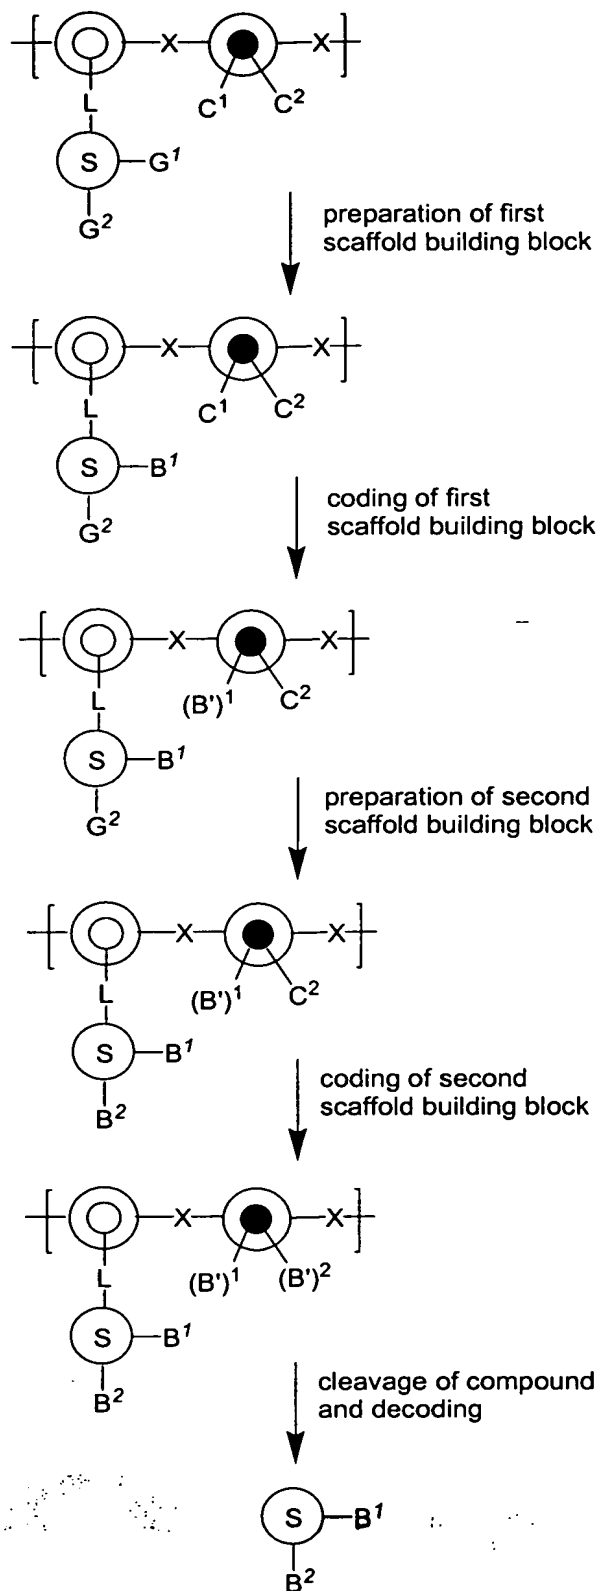 X X
L C¹ C²
S G¹
G²
preparation of first
scaffold building block
X X
L C¹ C²
S B¹
G²
coding of first
scaffold building block
X X
L (B')¹ C²
S B¹
G²
preparation of second
scaffold building block
X X
L (B')¹ C²
S B¹
B²
coding of second
scaffold building block
X X
L (B')¹ (B')²
S B¹
B²
cleavage of compound
and decoding
S B¹
B²